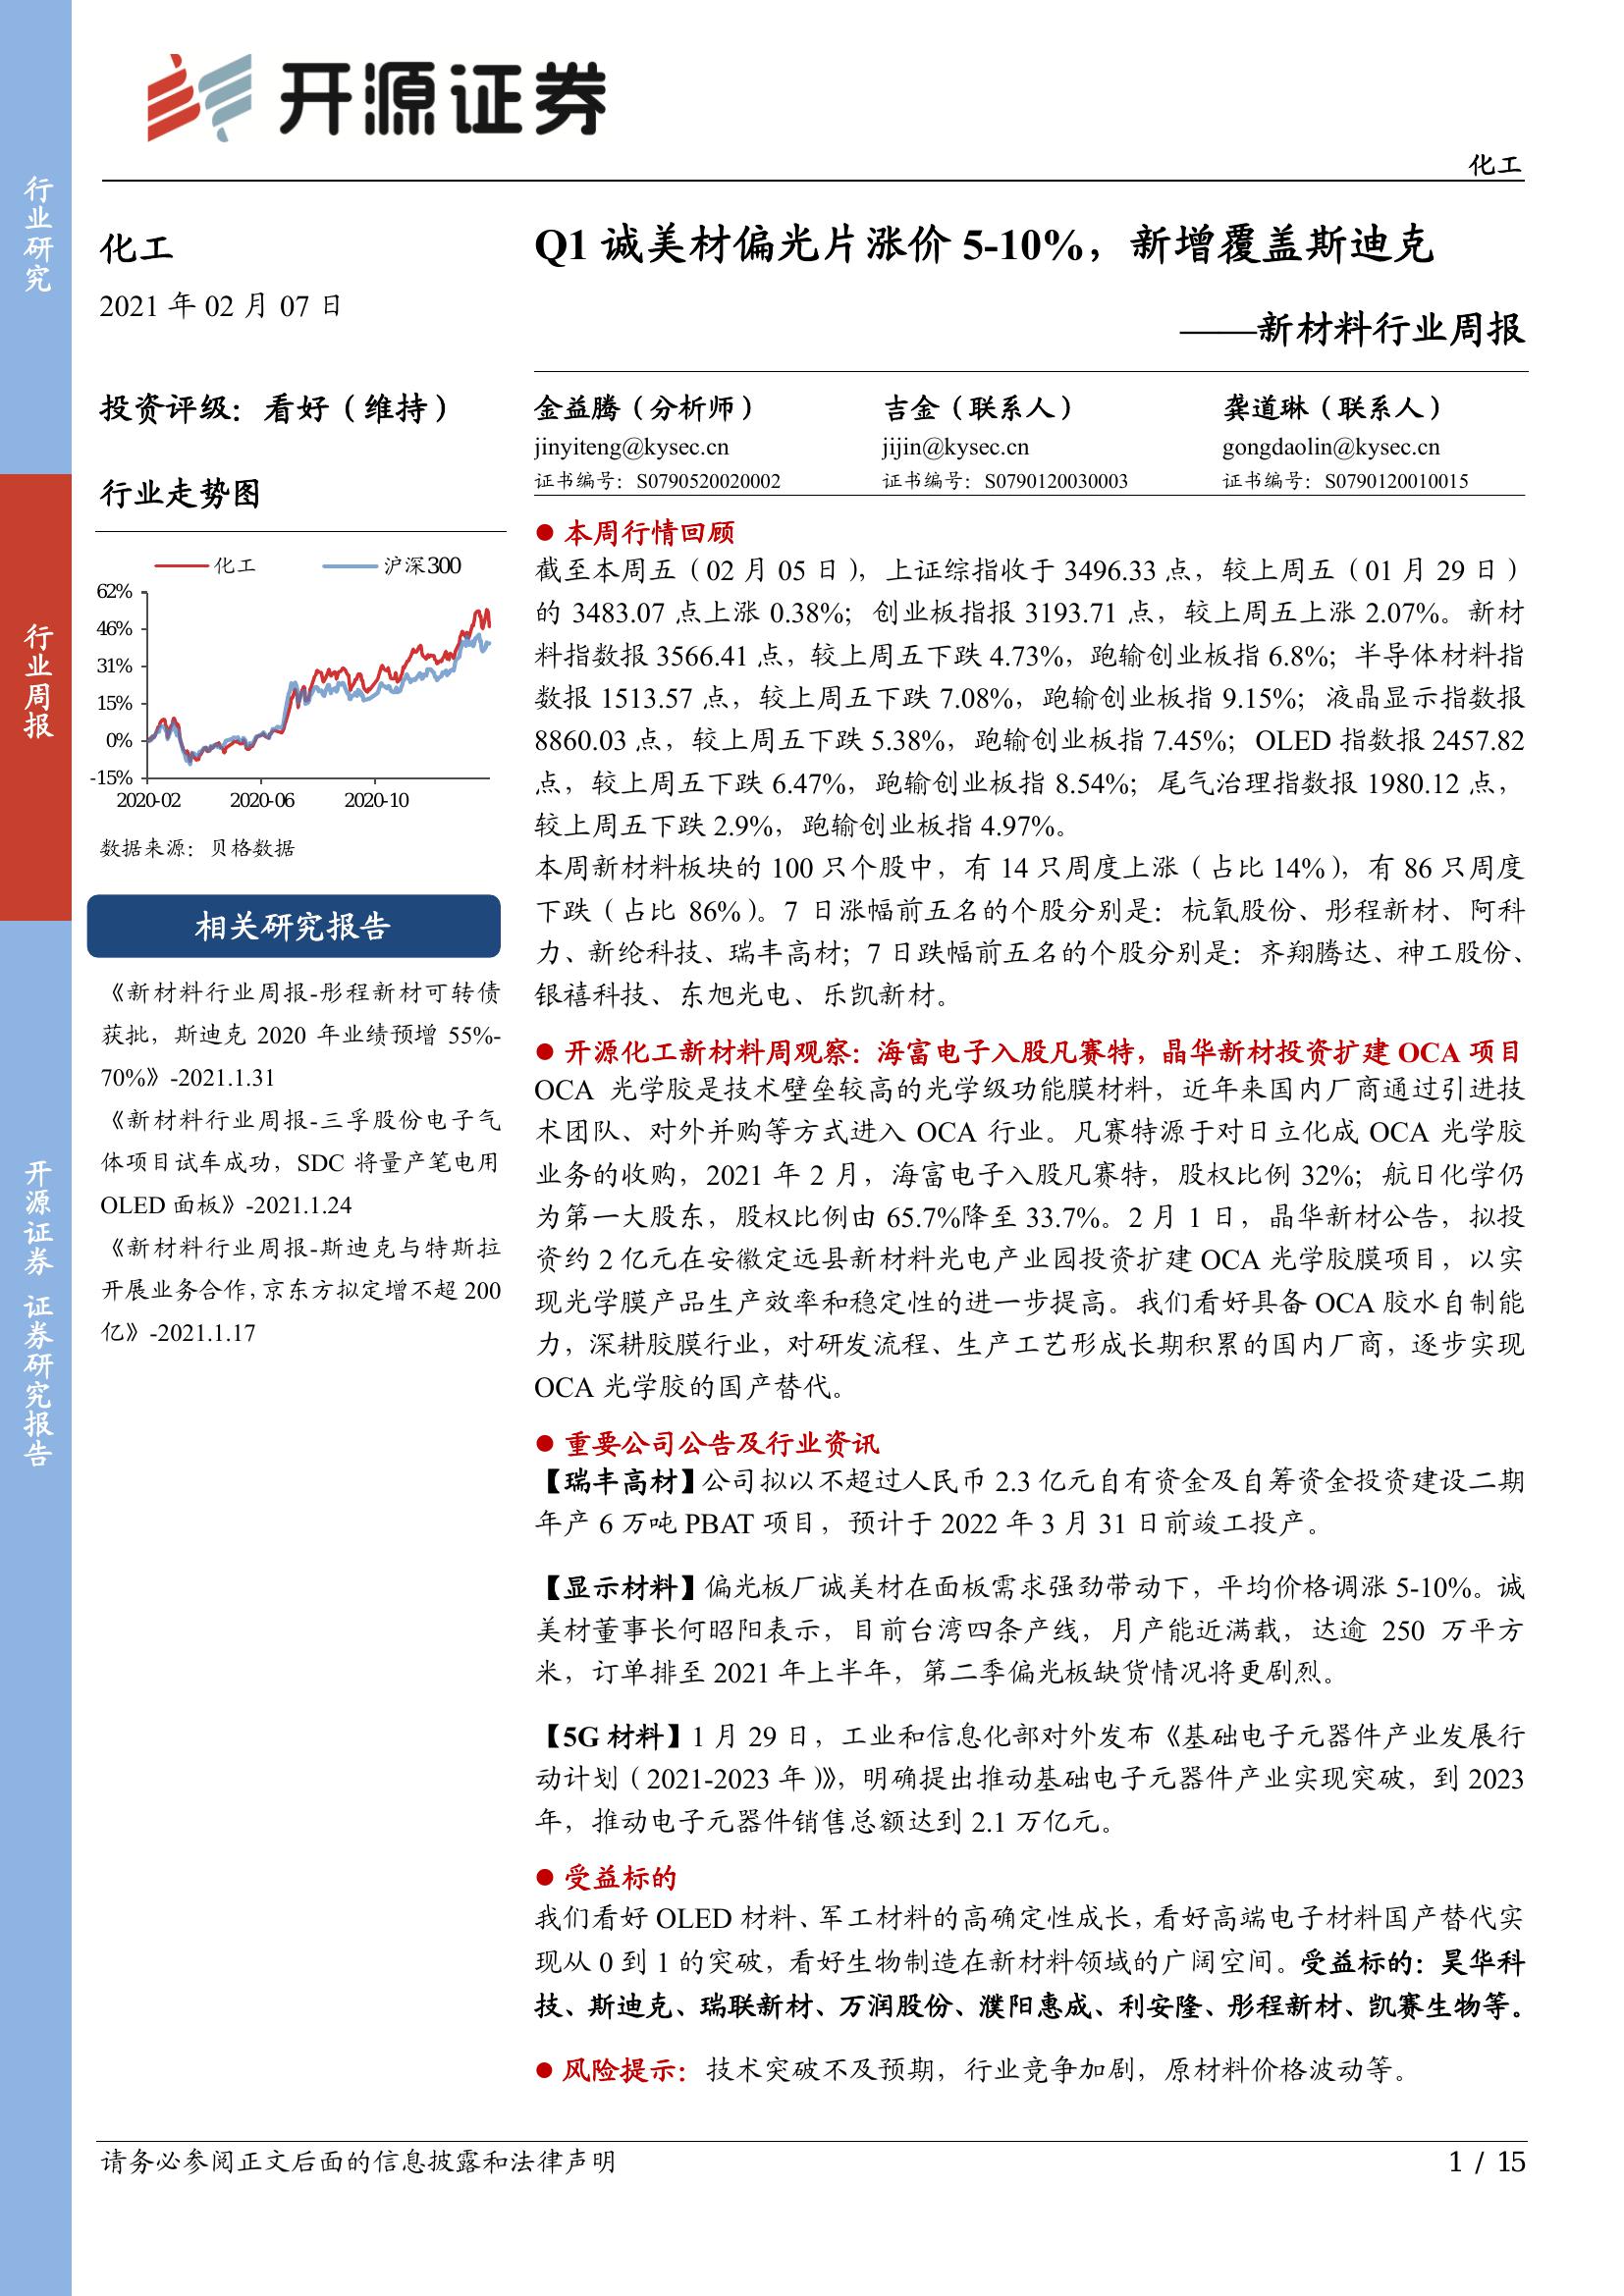 开源证券
化工
行业研究
行业周报
开源证券 证券研究报告
化工
2021 年 02 月 07 日
投资评级：看好（维持）
行业走势图
化工 沪深300
62%
46%
31%
15%
0%
-15%
2020-02 2020-06 2020-10
数据来源：贝格数据
相关研究报告
《新材料行业周报-彤程新材可转债
获批，斯迪克 2020 年业绩预增 55%-
70%》-2021.1.31
《新材料行业周报-三孚股份电子气
体项目试车成功，SDC 将量产笔电用
OLED 面板》-2021.1.24
《新材料行业周报-斯迪克与特斯拉
开展业务合作,京东方拟定增不超 200
亿》-2021.1.17
Q1 诚美材偏光片涨价 5-10%，新增覆盖斯迪克
——新材料行业周报
金益腾（分析师） 吉金（联系人） 龚道琳（联系人）
jinyiteng@kysec.cn jijin@kysec.cn gongdaolin@kysec.cn
证书编号：S0790520020002 证书编号：S0790120030003 证书编号：S0790120010015
● 本周行情回顾
截至本周五（02 月 05 日），上证综指收于 3496.33 点，较上周五（01 月 29 日）
的 3483.07 点上涨 0.38%；创业板指报 3193.71 点，较上周五上涨 2.07%。新材
料指数报 3566.41 点，较上周五下跌 4.73%，跑输创业板指 6.8%；半导体材料指
数报 1513.57 点，较上周五下跌 7.08%，跑输创业板指 9.15%；液晶显示指数报
8860.03 点，较上周五下跌 5.38%，跑输创业板指 7.45%；OLED 指数报 2457.82
点，较上周五下跌 6.47%，跑输创业板指 8.54%；尾气治理指数报 1980.12 点，
较上周五下跌 2.9%，跑输创业板指 4.97%。
本周新材料板块的 100 只个股中，有 14 只周度上涨（占比 14%），有 86 只周度
下跌（占比 86%）。7 日涨幅前五名的个股分别是：杭氧股份、彤程新材、阿科
力、新纶科技、瑞丰高材；7 日跌幅前五名的个股分别是：齐翔腾达、神工股份、
银禧科技、东旭光电、乐凯新材。
● 开源化工新材料周观察：海富电子入股凡赛特，晶华新材投资扩建 OCA 项目
OCA 光学胶是技术壁垒较高的光学级功能膜材料，近年来国内厂商通过引进技
术团队、对外并购等方式进入 OCA 行业。凡赛特源于对日立化成 OCA 光学胶
业务的收购，2021 年 2 月，海富电子入股凡赛特，股权比例 32%；航日化学仍
为第一大股东，股权比例由 65.7%降至 33.7%。2 月 1 日，晶华新材公告，拟投
资约 2 亿元在安徽定远县新材料光电产业园投资扩建 OCA 光学胶膜项目，以实
现光学膜产品生产效率和稳定性的进一步提高。我们看好具备 OCA 胶水自制能
力，深耕胶膜行业，对研发流程、生产工艺形成长期积累的国内厂商，逐步实现
OCA 光学胶的国产替代。
● 重要公司公告及行业资讯
【瑞丰高材】公司拟以不超过人民币 2.3 亿元自有资金及自筹资金投资建设二期
年产 6 万吨 PBAT 项目，预计于 2022 年 3 月 31 日前竣工投产。
【显示材料】偏光板厂诚美材在面板需求强劲带动下，平均价格调涨 5-10%。诚
美材董事长何昭阳表示，目前台湾四条产线，月产能近满载，达逾 250 万平方
米，订单排至 2021 年上半年，第二季偏光板缺货情况将更剧烈。
【5G 材料】1 月 29 日，工业和信息化部对外发布《基础电子元器件产业发展行
动计划（2021-2023 年）》，明确提出推动基础电子元器件产业实现突破，到 2023
年，推动电子元器件销售总额达到 2.1 万亿元。
● 受益标的
我们看好 OLED 材料、军工材料的高确定性成长，看好高端电子材料国产替代实
现从 0 到 1 的突破，看好生物制造在新材料领域的广阔空间。受益标的：昊华科
技、斯迪克、瑞联新材、万润股份、濮阳惠成、利安隆、彤程新材、凯赛生物等。
● 风险提示：技术突破不及预期，行业竞争加剧，原材料价格波动等。
请务必参阅正文后面的信息披露和法律声明 1 / 15